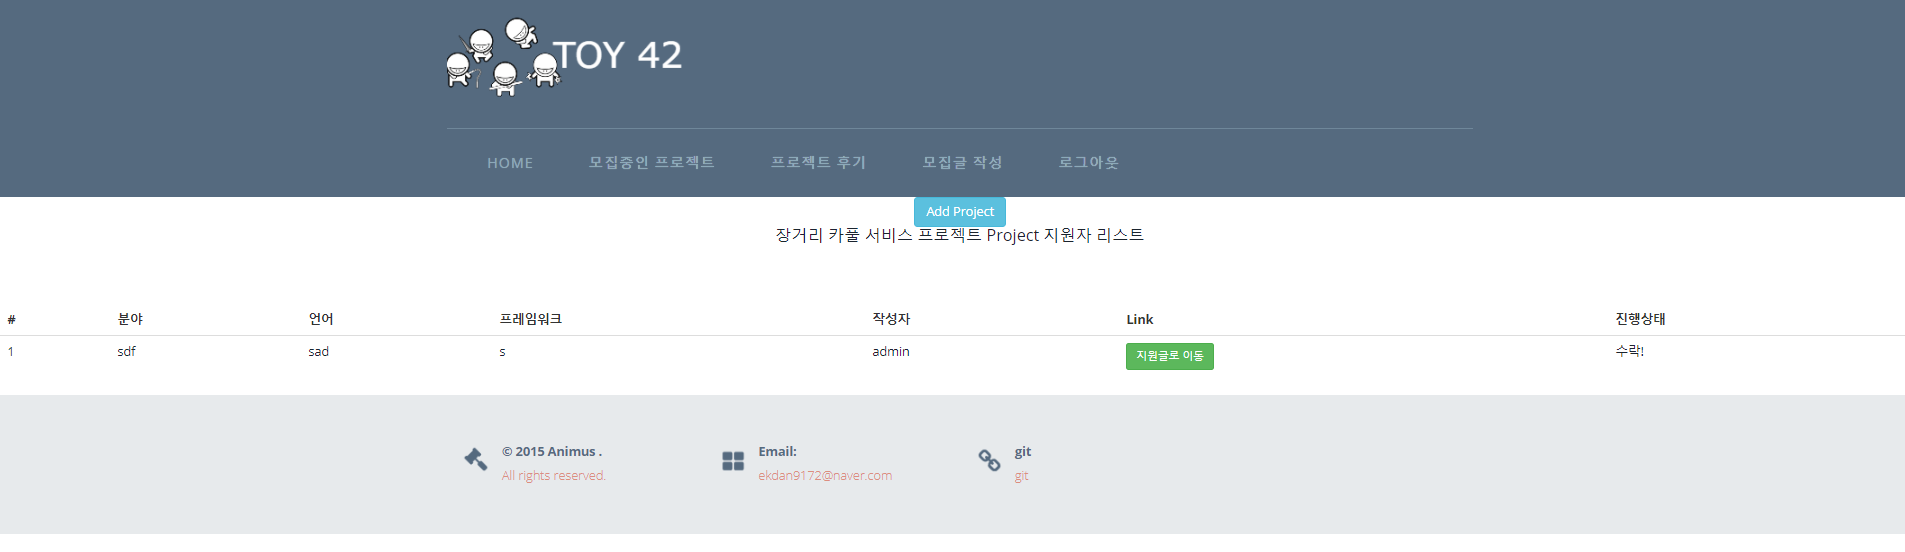 TOY 42
HOME 모집중인 프로젝트 프로젝트 후기 모집글 작성 로그아웃
Add Project
장거리 카풀 서비스 프로젝트 Project 지원자 리스트
# 분야 언어 프레임워크 작성자 Link 진행상태
1 sdf sad s admin 지원글로 이동 수락!
© 2015 Animus . Email: git
All rights reserved. ekdan9172@naver.com git